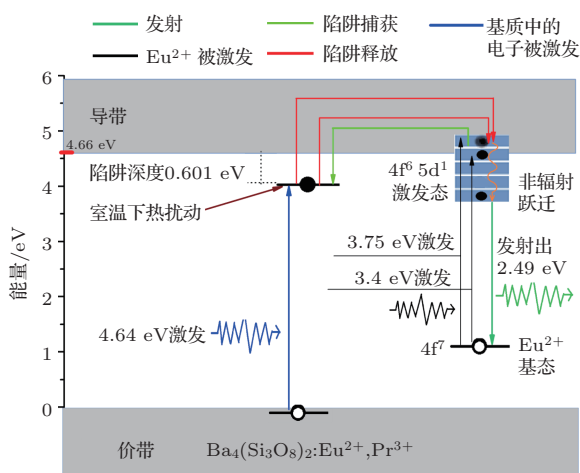 发射
陷阱捕获
基质中的
电子被激发
Eu²⁺ 被激发
陷阱释放
6
5
4
3
2
1
0
能量/eV
导带
4.66 eV
陷阱深度0.601 eV
室温下热扰动
4f⁶ 5d¹
激发态
非辐射
跃迁
3.75 eV激发
3.4 eV激发
发射出
2.49 eV
4.64 eV激发
4f⁷
Eu²⁺
基态
价带
Ba₄(Si₃O₈)₂:Eu²⁺,Pr³⁺